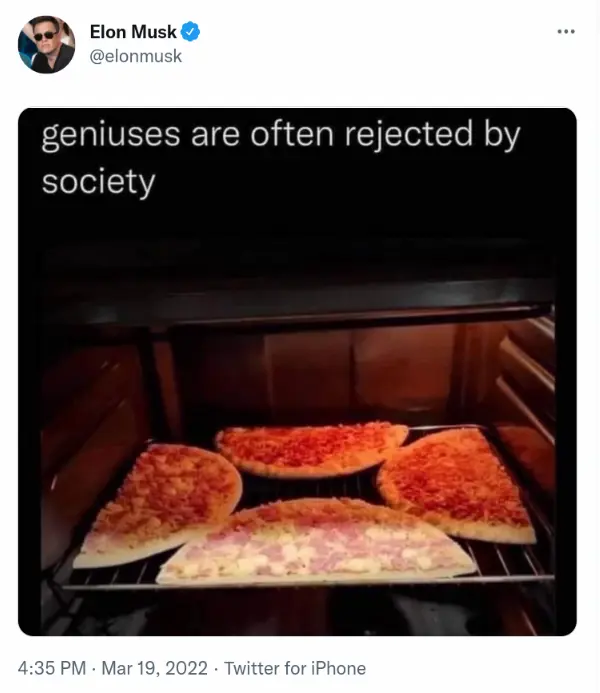 Elon Musk
@elonmusk
geniuses are often rejected by
society
4:35 PM · Mar 19, 2022 · Twitter for iPhone